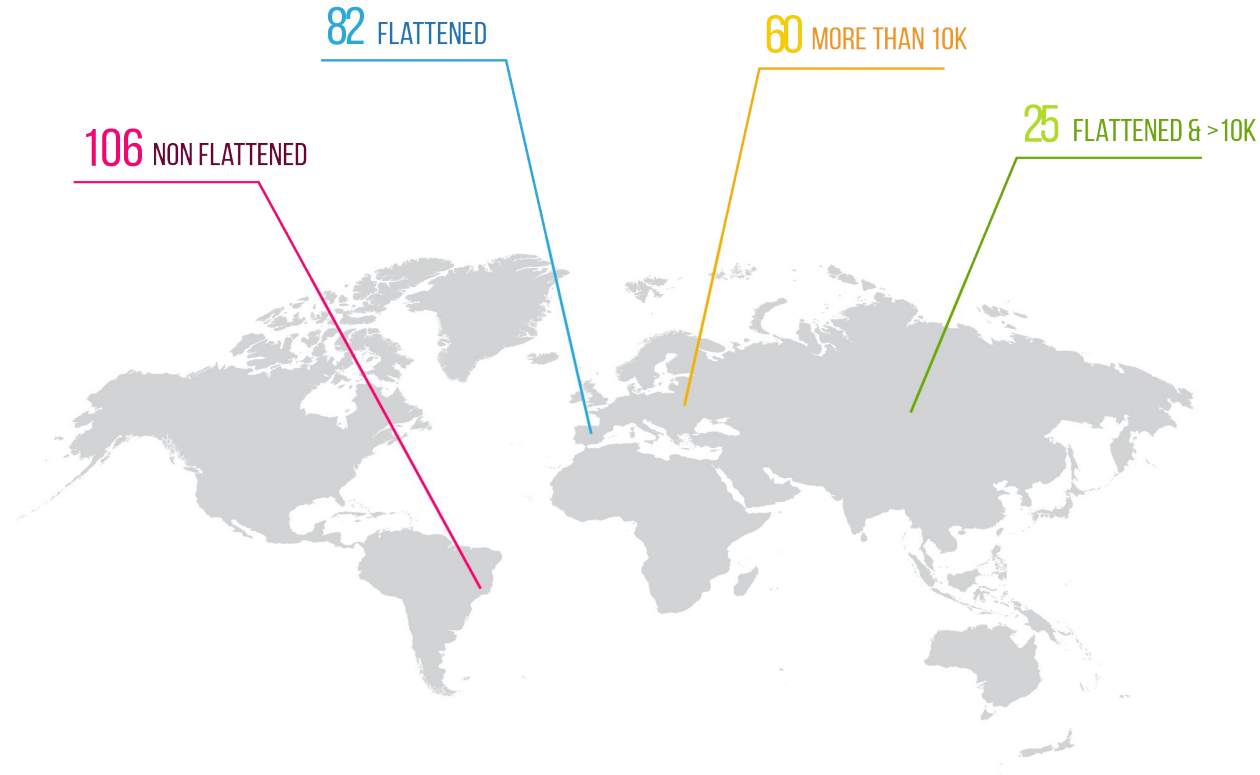 82 FLATTENED
60 MORE THAN 10K
106 NON FLATTENED
25 FLATTENED & >10K